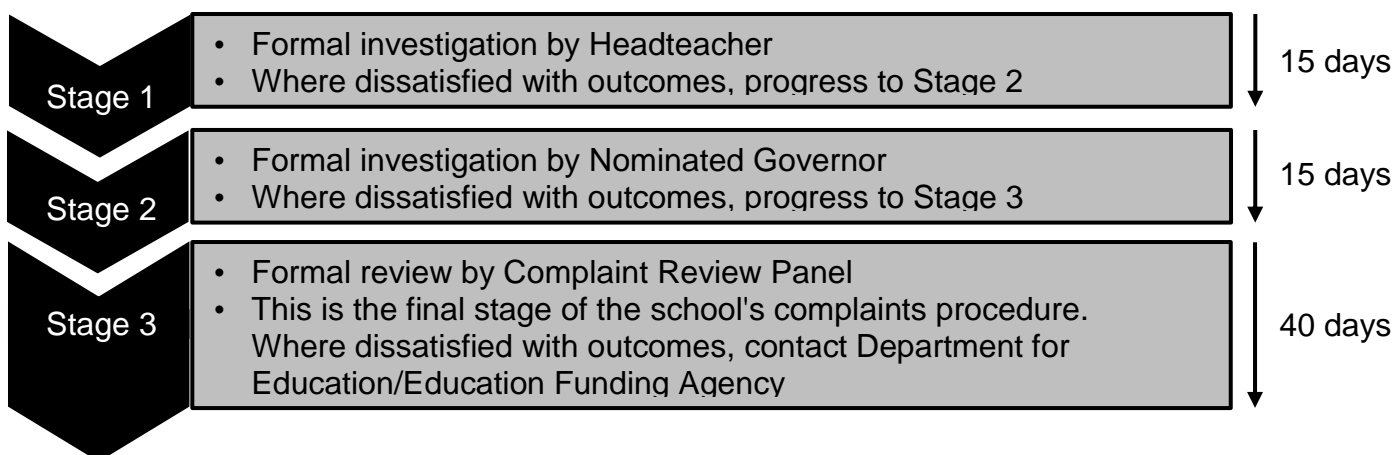 Stage 1
• Formal investigation by Headteacher
• Where dissatisfied with outcomes, progress to Stage 2
15 days
Stage 2
• Formal investigation by Nominated Governor
• Where dissatisfied with outcomes, progress to Stage 3
15 days
Stage 3
• Formal review by Complaint Review Panel
• This is the final stage of the school's complaints procedure.
Where dissatisfied with outcomes, contact Department for
Education/Education Funding Agency
40 days